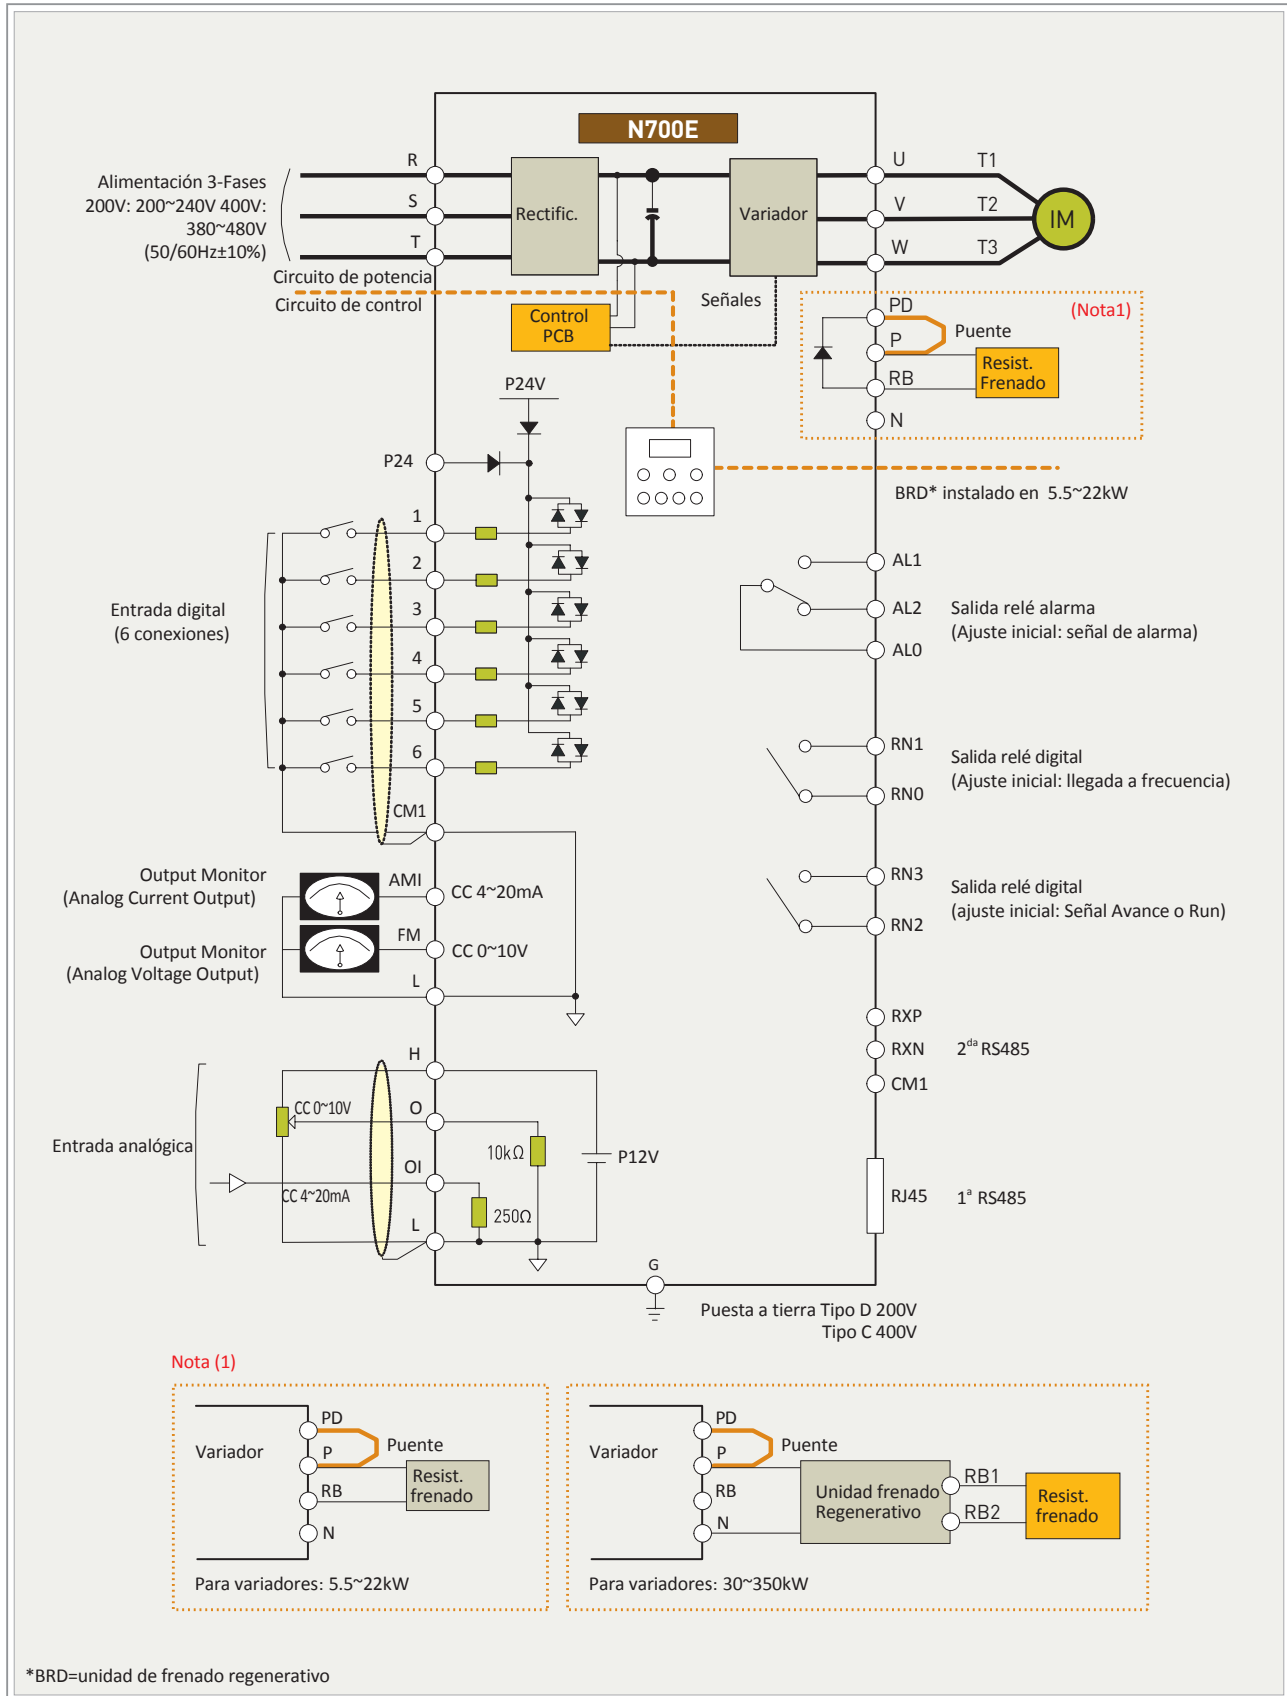 N700E
R
S
T
Alimentación 3-Fases
200V: 200~240V 400V:
380~480V
(50/60Hz±10%)
Rectific.
Variador
U
V
W
T1
T2
T3
IM
Circuito de potencia
Circuito de control
Control
PCB
Señales
PD
P
RB
N
Puente
(Nota1)
Resist.
Frenado
BRD* instalado en 5.5~22kW
P24V
P24
1
2
3
4
5
6
CM1
Entrada digital
(6 conexiones)
AL1
AL2
AL0
Salida relé alarma
(Ajuste inicial: señal de alarma)
RN1
RN0
Salida relé digital
(Ajuste inicial: llegada a frecuencia)
RN3
RN2
Salida relé digital
(ajuste inicial: Señal Avance o Run)
Output Monitor
(Analog Current Output)
AMI
CC 4~20mA
Output Monitor
(Analog Voltage Output)
FM
CC 0~10V
L
RXP
RXN
CM1
2da RS485
H
O
OI
L
CC 0~10V
CC 4~20mA
Entrada analógica
10kΩ
250Ω
P12V
RJ45
1ª RS485
G
Puesta a tierra Tipo D 200V
Tipo C 400V
Nota (1)
Variador
PD
P
RB
N
Puente
Resist.
frenado
Para variadores: 5.5~22kW
Variador
PD
P
RB
N
Puente
Unidad frenado
Regenerativo
RB1
RB2
Resist.
frenado
Para variadores: 30~350kW
*BRD=unidad de frenado regenerativo